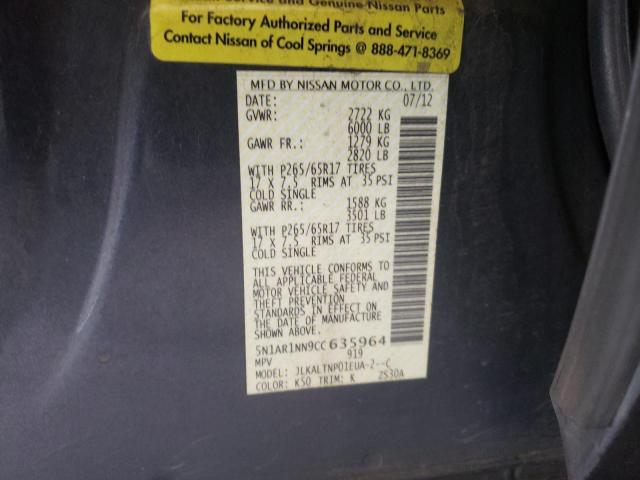 Service and Genuine Nissan Parts
For Factory Authorized Parts and Service
Contact Nissan of Cool Springs @ 888-471-8369
MFD BY NISSAN MOTOR CO., LTD.
DATE: 07/12
GVWR: 2722 KG
6000 LB
GAWR FR.: 1279 KG
2820 LB
WITH P265/65R17 TIRES
17 X 7.5 RIMS AT 35 PSI
COLD SINGLE
GAWR RR.: 1588 KG
3501 LB
WITH P265/65R17 TIRES
17 X 7.5 RIMS AT 35 PSI
COLD SINGLE
THIS VEHICLE CONFORMS TO
ALL APPLICABLE FEDERAL
MOTOR VEHICLE SAFETY AND
THEFT PREVENTION
STANDARDS IN EFFECT ON
THE DATE OF MANUFACTURE
SHOWN ABOVE.
5N1AR1NN9CC635964
MPV 919
MODEL: JLKALTNP01EUA-2--C
COLOR: K50 TRIM: K 2S30A